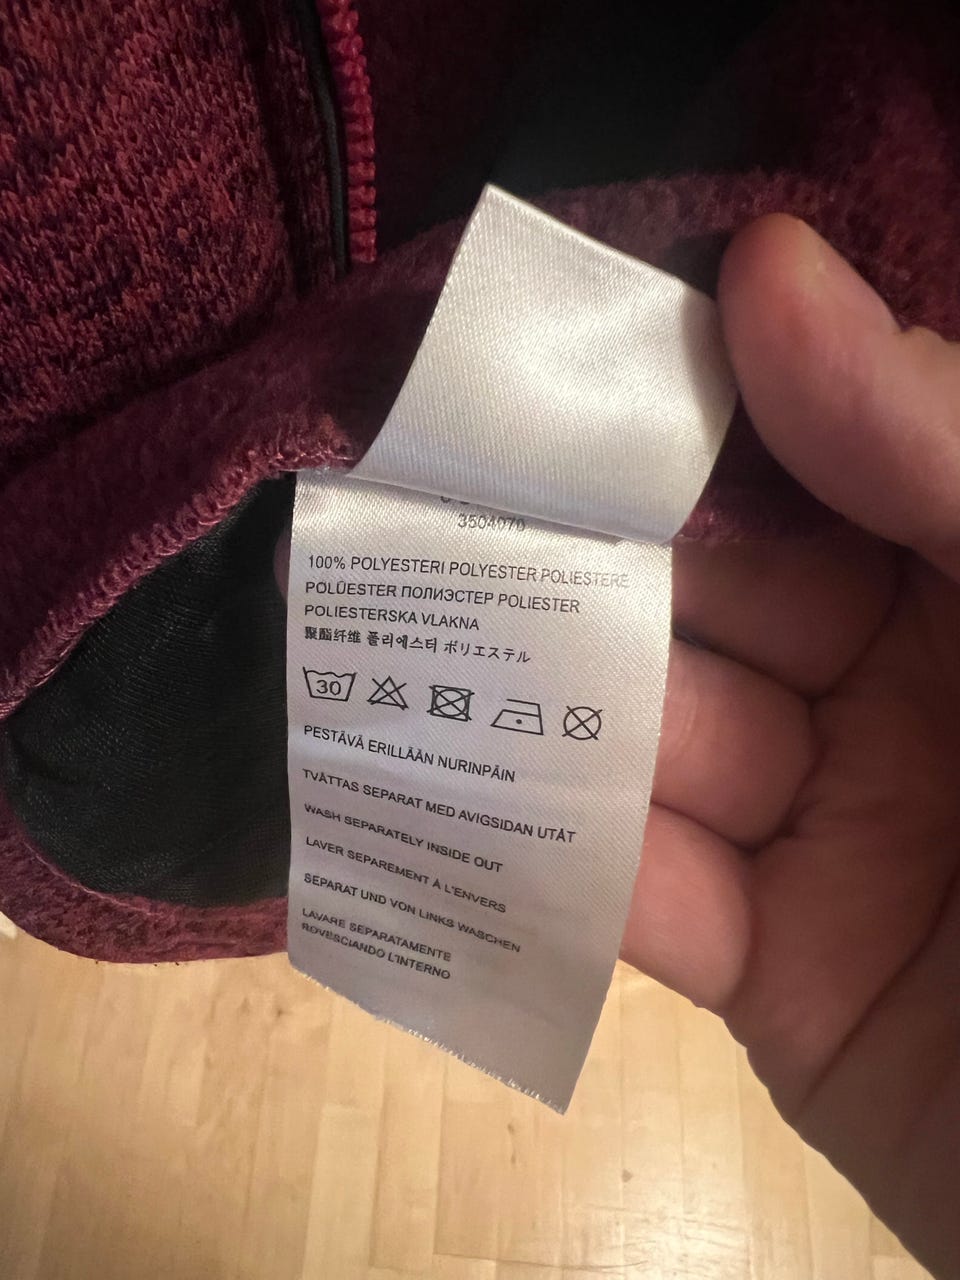 3504070
100% POLYESTERI POLYESTER POLIESTERE
POLÜESTER ПОЛИЭСТЕР POLIESTER
POLIESTERSKA VLAKNA
聚酯纤维 폴리에스터 ポリエステル
30
PESTÄVÄ ERILLÄÄN NURINPÄIN
TVÄTTAS SEPARAT MED AVIGSIDAN UTÅT
WASH SEPARATELY INSIDE OUT
LAVER SEPAREMENT À L'ENVERS
SEPARAT UND VON LINKS WASCHEN
LAVARE SEPARATAMENTE
ROVESCIANDO L'INTERNO